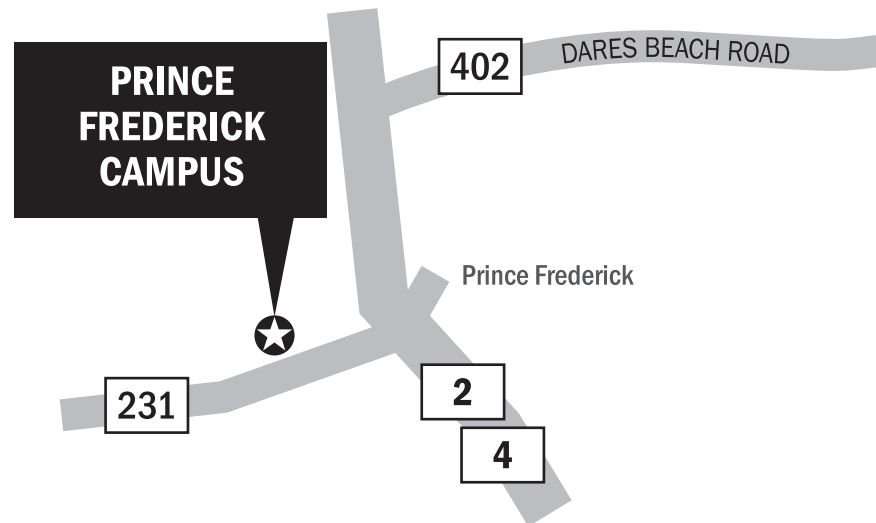 PRINCE
FREDERICK
CAMPUS
402
DARES BEACH ROAD
Prince Frederick
231
2
4